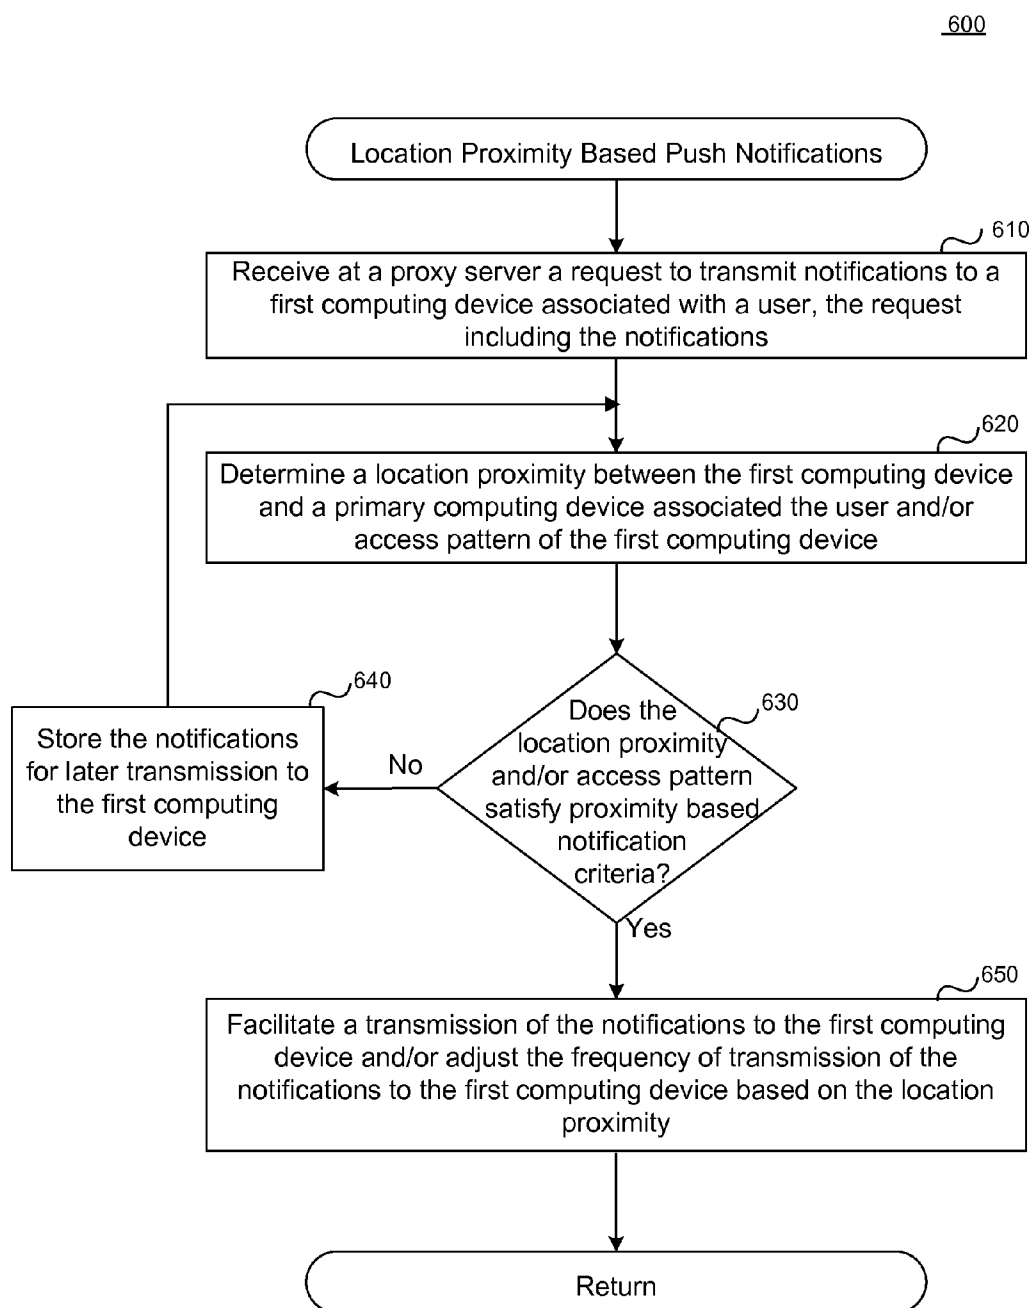 600
Location Proximity Based Push Notifications
610
Receive at a proxy server a request to transmit notifications to a
first computing device associated with a user, the request
including the notifications
620
Determine a location proximity between the first computing device
and a primary computing device associated the user and/or
access pattern of the first computing device
630
Does the
location proximity
and/or access pattern
satisfy proximity based
notification
criteria?
No
640
Store the notifications
for later transmission to
the first computing
device
Yes
650
Facilitate a transmission of the notifications to the first computing
device and/or adjust the frequency of transmission of the
notifications to the first computing device based on the location
proximity
Return